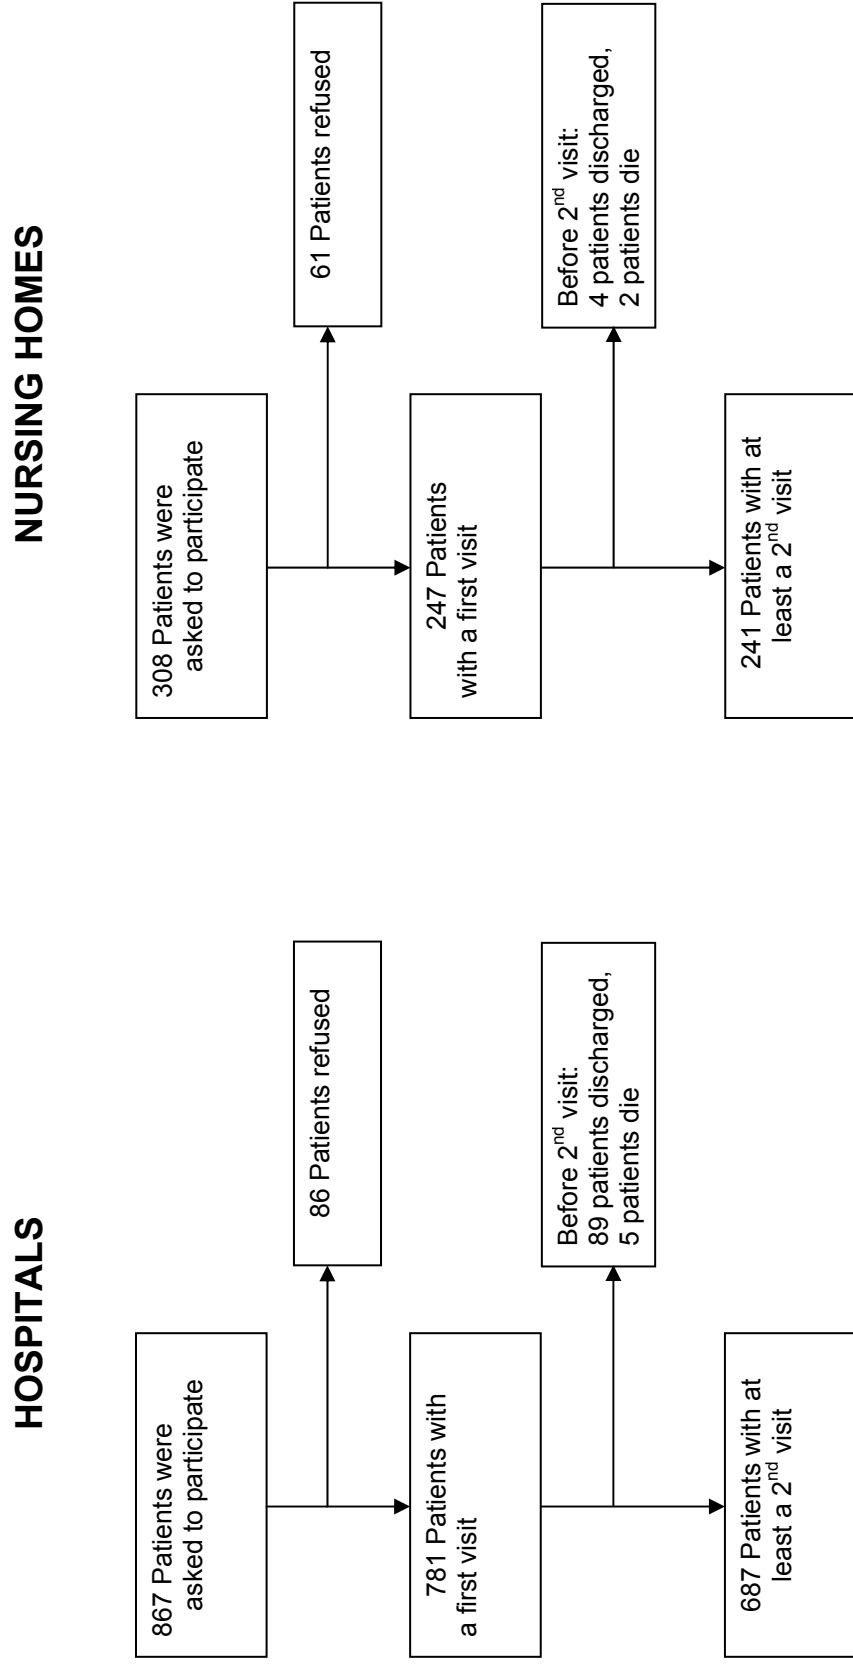 HOSPITALS
867 Patients were
asked to participate
86 Patients refused
781 Patients with
a first visit
Before 2nd visit:
89 patients discharged,
5 patients die
687 Patients with at
least a 2nd visit
NURSING HOMES
308 Patients were
asked to participate
61 Patients refused
247 Patients
with a first visit
Before 2nd visit:
4 patients discharged,
2 patients die
241 Patients with at
least a 2nd visit